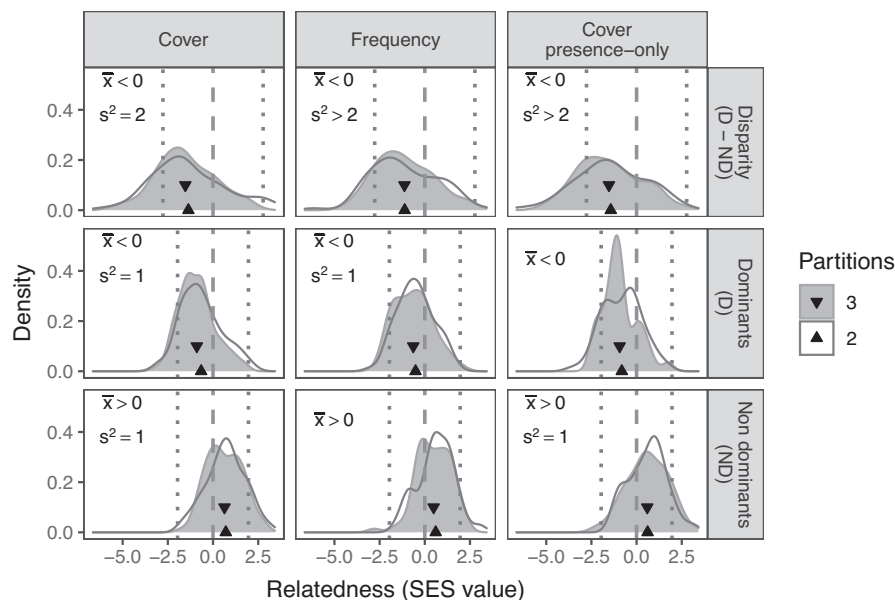 Cover
Frequency
Cover
presence−only
x̄ < 0
s² = 2
x̄ < 0
s² > 2
x̄ < 0
s² > 2
0.4
0.2
0.0
Disparity
(D − ND)
x̄ < 0
s² = 1
x̄ < 0
s² = 1
x̄ < 0
0.4
0.2
0.0
Dominants
(D)
x̄ > 0
s² = 1
x̄ > 0
x̄ > 0
s² = 1
0.4
0.2
0.0
Non dominants
(ND)
Density
−5.0 −2.5 0.0 2.5
−5.0 −2.5 0.0 2.5
−5.0 −2.5 0.0 2.5
Relatedness (SES value)
Partitions
3
2